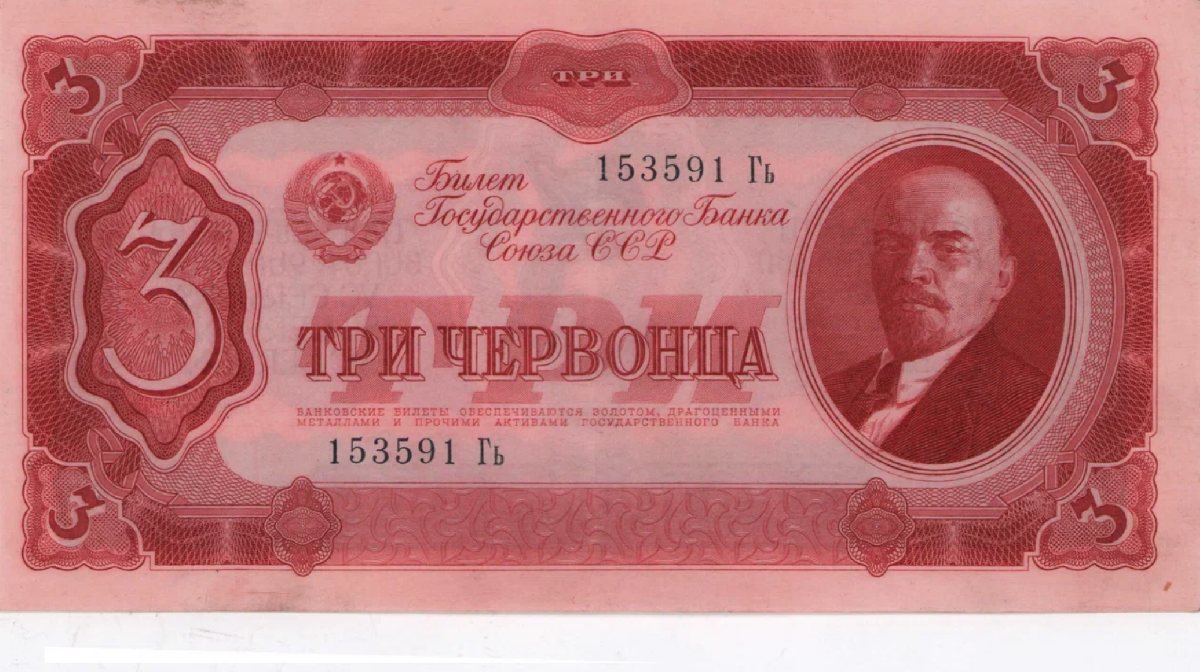 3
ТРИ
3
Билет
153591 Гь
Государственного Банка
Союза ССР
3
ТРИ
ТРИ ЧЕРВОНЦА
БАНКОВСКИЕ БИЛЕТЫ ОБЕСПЕЧИВАЮТСЯ ЗОЛОТОМ, ДРАГОЦЕННЫМИ
МЕТАЛЛАМИ И ПРОЧИМИ АКТИВАМИ ГОСУДАРСТВЕННОГО БАНКА
153591 Гь
3
3